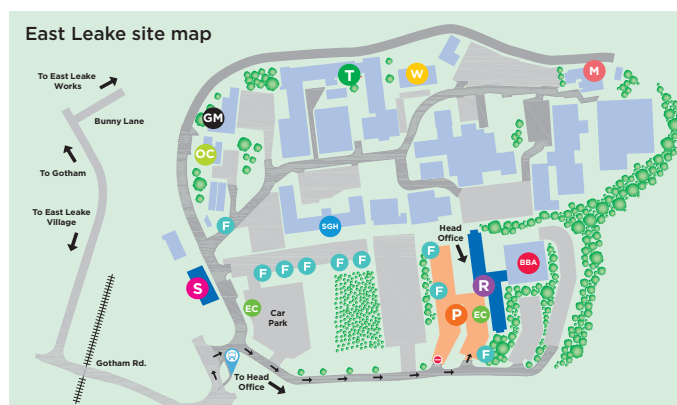 East Leake site map
To East Leake
Works
Bunny Lane
To Gotham
To East Leake
Village
Gotham Rd.
T
W
M
GM
OC
F
SGH
Head
Office
F
BBA
F
F
F
F
F
F
F
R
S
EC
Car
Park
P
EC
F
To Head
Office